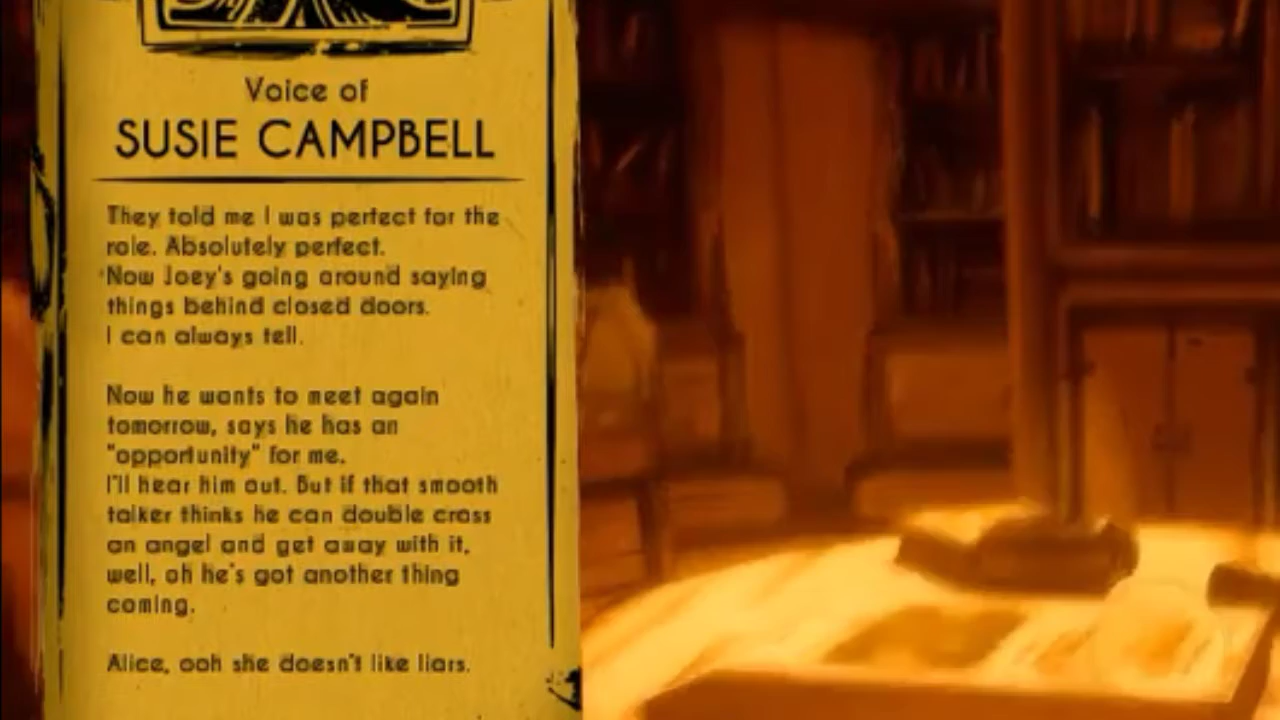 Voice of
SUSIE CAMPBELL
They told me I was perfect for the
role. Absolutely perfect.
Now Joey's going around saying
things behind closed doors.
I can always tell.
Now he wants to meet again
tomorrow, says he has an
"opportunity" for me.
I'll hear him out. But if that smooth
talker thinks he can double cross
an angel and get away with it,
well, oh he's got another thing
coming.
Alice, ooh she doesn't like liars.